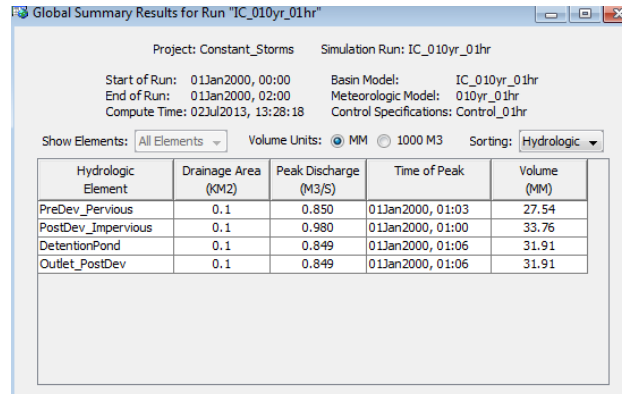 Global Summary Results for Run "IC_010yr_01hr"
Project: Constant_Storms Simulation Run: IC_010yr_01hr
Start of Run: 01Jan2000, 00:00 Basin Model: IC_010yr_01hr
End of Run: 01Jan2000, 02:00 Meteorologic Model: 010yr_01hr
Compute Time: 02Jul2013, 13:28:18 Control Specifications: Control_01hr
Show Elements: All Elements Volume Units: MM 1000 M3 Sorting: Hydrologic
Hydrologic Drainage Area Peak Discharge Time of Peak Volume
Element (KM2) (M3/S) (MM)
PreDev_Pervious 0.1 0.850 01Jan2000, 01:03 27.54
PostDev_Impervious 0.1 0.980 01Jan2000, 01:00 33.76
DetentionPond 0.1 0.849 01Jan2000, 01:06 31.91
Outlet_PostDev 0.1 0.849 01Jan2000, 01:06 31.91